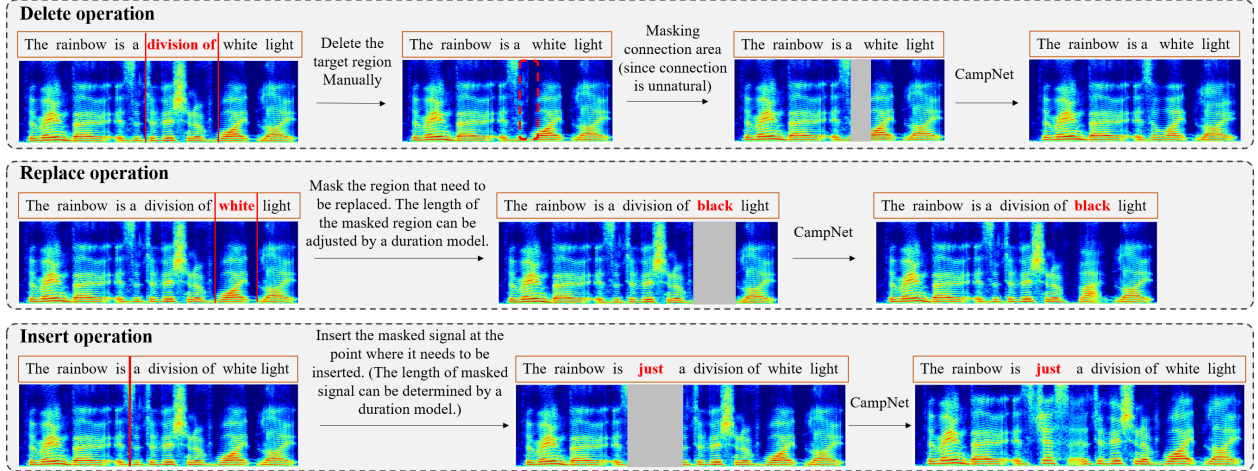 Delete operation
The rainbow is a division of white light
Delete the
target region
Manually
The rainbow is a white light
Masking
connection area
(since connection
is unnatural)
The rainbow is a white light
CampNet
The rainbow is a white light
Replace operation
The rainbow is a division of white light
Mask the region that need to
be replaced. The length of
the masked region can be
adjusted by a duration model.
The rainbow is a division of black light
CampNet
The rainbow is a division of black light
Insert operation
The rainbow is a division of white light
Insert the masked signal at the
point where it needs to be
inserted. (The length of masked
signal can be determined by a
duration model.)
The rainbow is just a division of white light
CampNet
The rainbow is just a division of white light